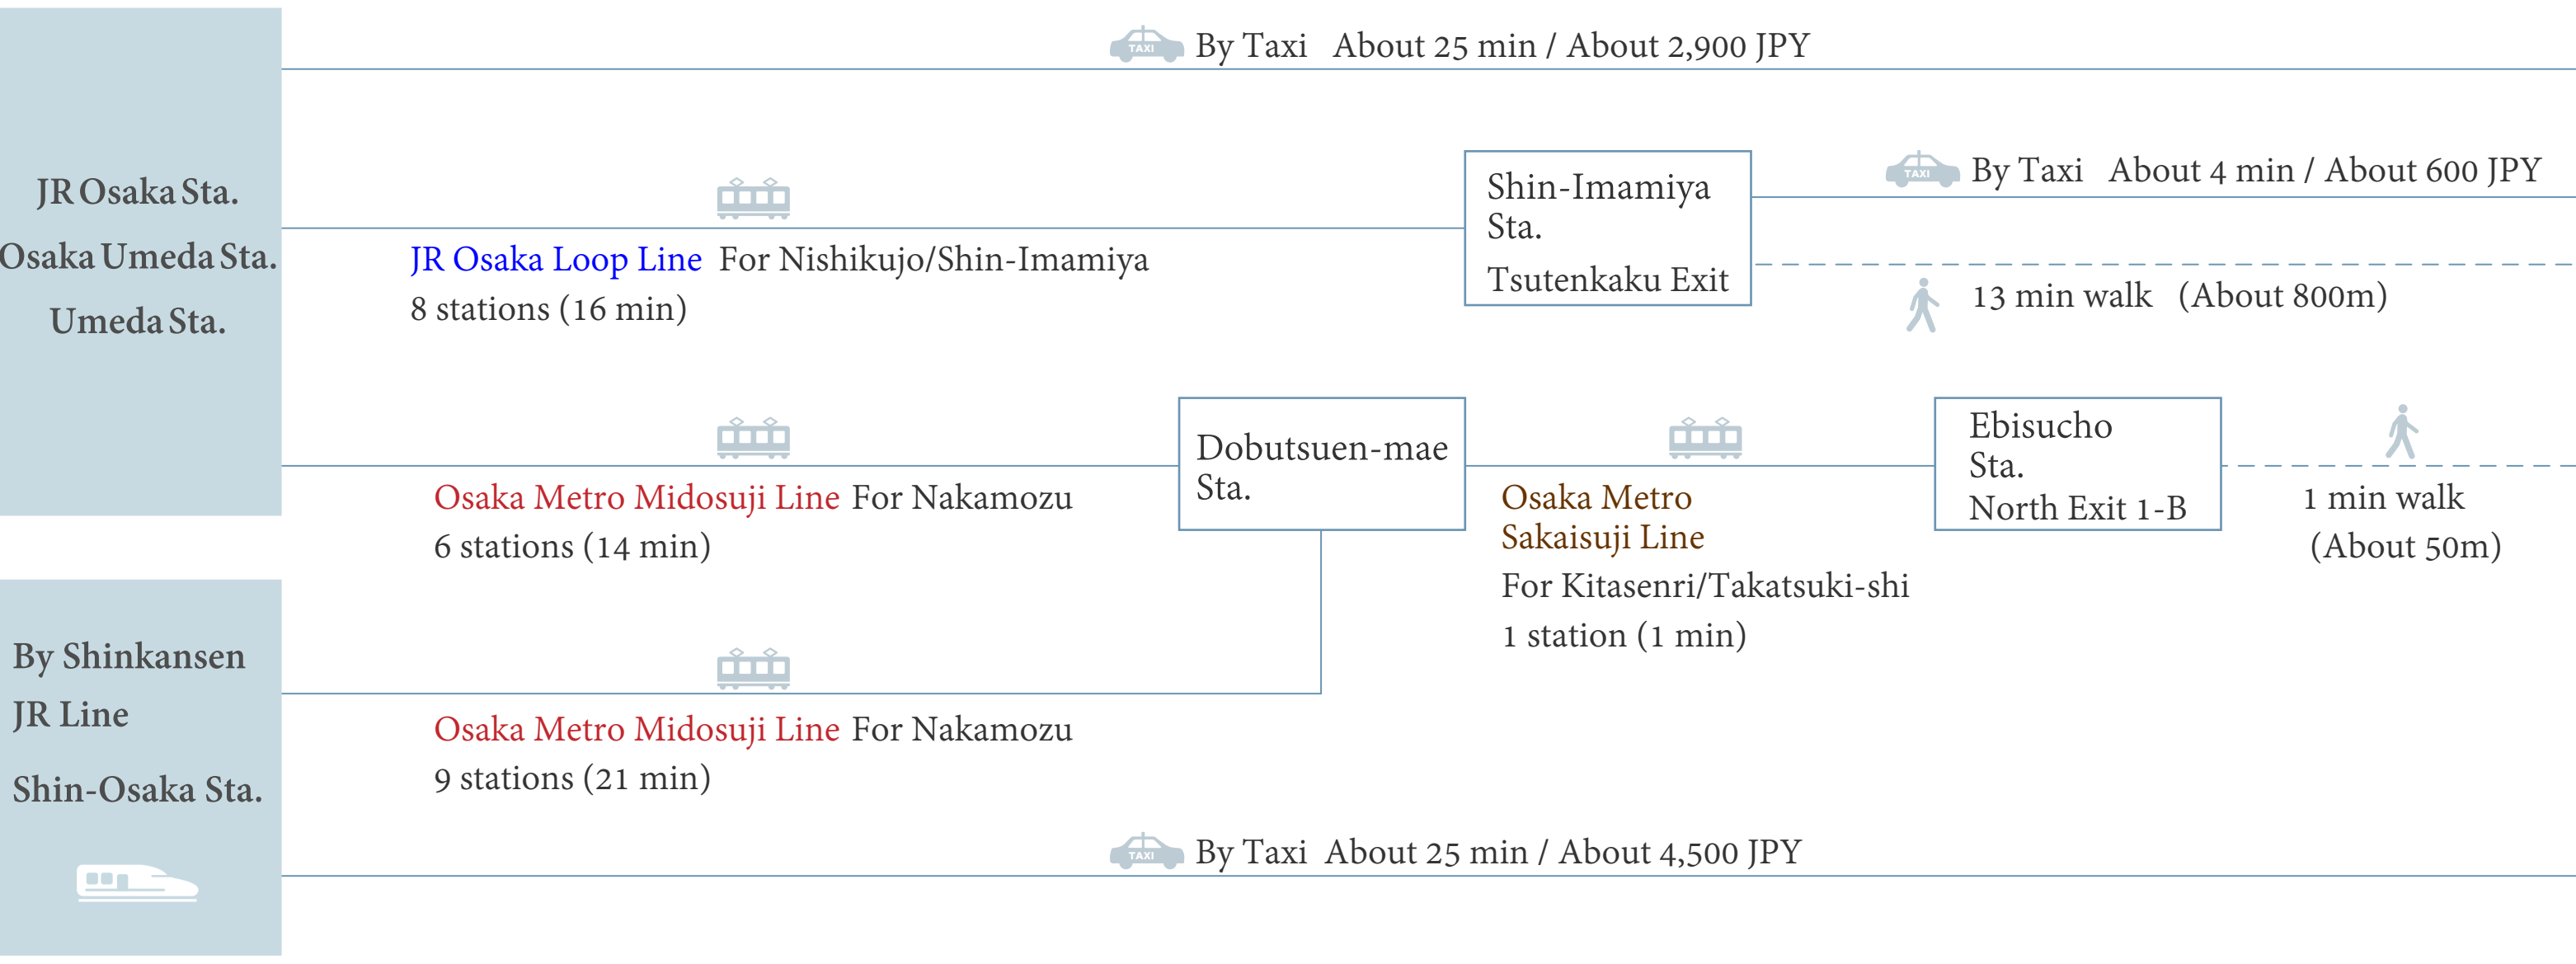 JR Osaka Sta.
Osaka Umeda Sta.
Umeda Sta.
TAXI By Taxi About 25 min / About 2,900 JPY
JR Osaka Loop Line For Nishikujo/Shin-Imamiya
8 stations (16 min)
Shin-Imamiya
Sta.
Tsutenkaku Exit
TAXI By Taxi About 4 min / About 600 JPY
13 min walk (About 800m)
Osaka Metro Midosuji Line For Nakamozu
6 stations (14 min)
Dobutsuen-mae
Sta.
Osaka Metro
Sakaisuji Line
For Kitasenri/Takatsuki-shi
1 station (1 min)
Ebisucho
Sta.
North Exit 1-B
1 min walk
(About 50m)
By Shinkansen
JR Line
Shin-Osaka Sta.
Osaka Metro Midosuji Line For Nakamozu
9 stations (21 min)
TAXI By Taxi About 25 min / About 4,500 JPY